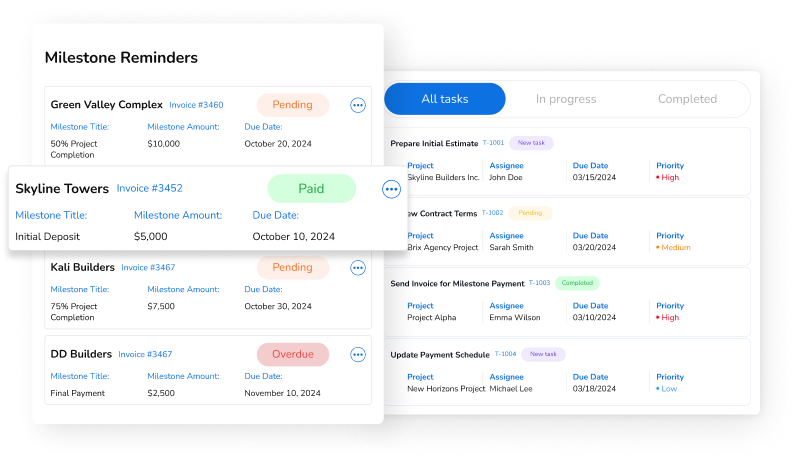 Milestone Reminders
Green Valley Complex Invoice #3460 Pending
Milestone Title: Milestone Amount: Due Date:
50% Project $10,000 October 20, 2024
Completion
Skyline Towers Invoice #3452 Paid
Milestone Title: Milestone Amount: Due Date:
Initial Deposit $5,000 October 10, 2024
Kali Builders Invoice #3467 Pending
Milestone Title: Milestone Amount: Due Date:
75% Project $7,500 October 30, 2024
Completion
DD Builders Invoice #3467 Overdue
Milestone Title: Milestone Amount: Due Date:
Final Payment $2,500 November 10, 2024
All tasks In progress Completed
Prepare Initial Estimate T-1001 New task
Project Assignee Due Date Priority
Skyline Builders Inc. John Doe 03/15/2024 High
ew Contract Terms T-1002 Pending
Project Assignee Due Date Priority
Brix Agency Project Sarah Smith 03/20/2024 Medium
Send Invoice for Milestone Payment T-1003 Completed
Project Assignee Due Date Priority
Project Alpha Emma Wilson 03/10/2024 High
Update Payment Schedule T-1004 New task
Project Assignee Due Date Priority
New Horizons Project Michael Lee 03/18/2024 Low